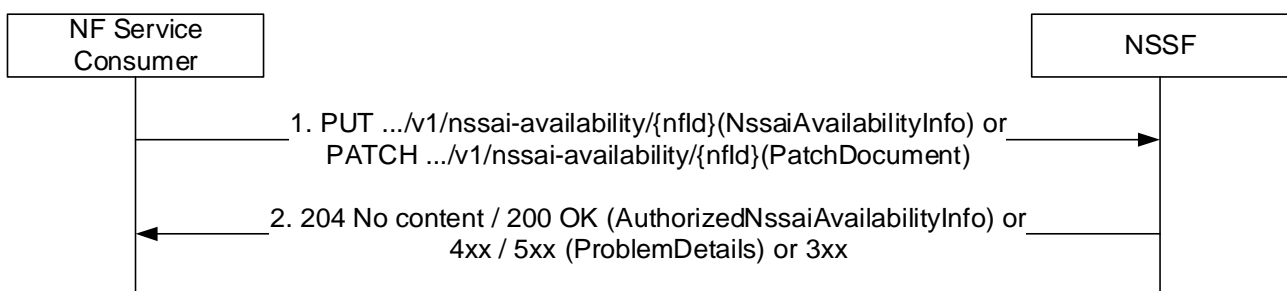 NF Service
Consumer
NSSF
1. PUT .../v1/nssai-availability/{nfId}(NssaiAvailabilityInfo) or
PATCH .../v1/nssai-availability/{nfId}(PatchDocument)
2. 204 No content / 200 OK (AuthorizedNssaiAvailabilityInfo) or
4xx / 5xx (ProblemDetails) or 3xx